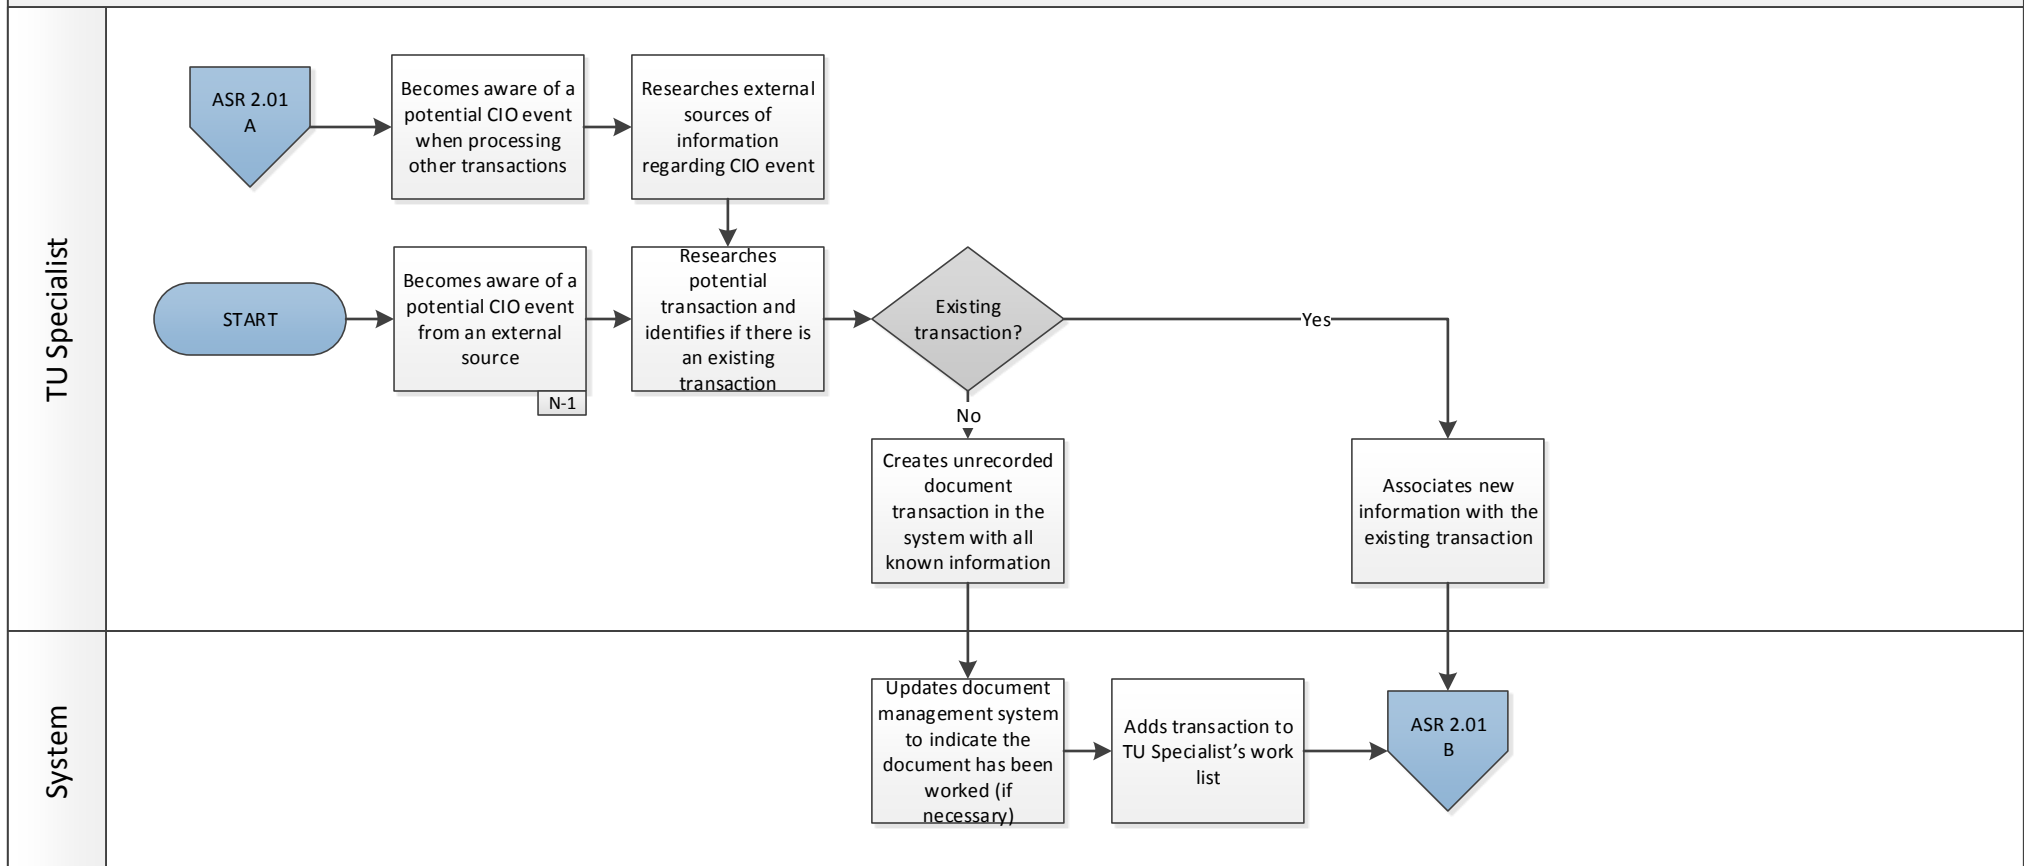 TU Specialist
ASR 2.01
A
Becomes aware of a
potential CIO event
when processing
other transactions
Researches external
sources of
information
regarding CIO event
START
Becomes aware of a
potential CIO event
from an external
source
N-1
Researches
potential
transaction and
identifies if there is
an existing
transaction
Existing
transaction?
Yes
No
Creates unrecorded
document
transaction in the
system with all
known information
Associates new
information with the
existing transaction
System
Updates document
management system
to indicate the
document has been
worked (if
necessary)
Adds transaction to
TU Specialist’s work
list
ASR 2.01
B